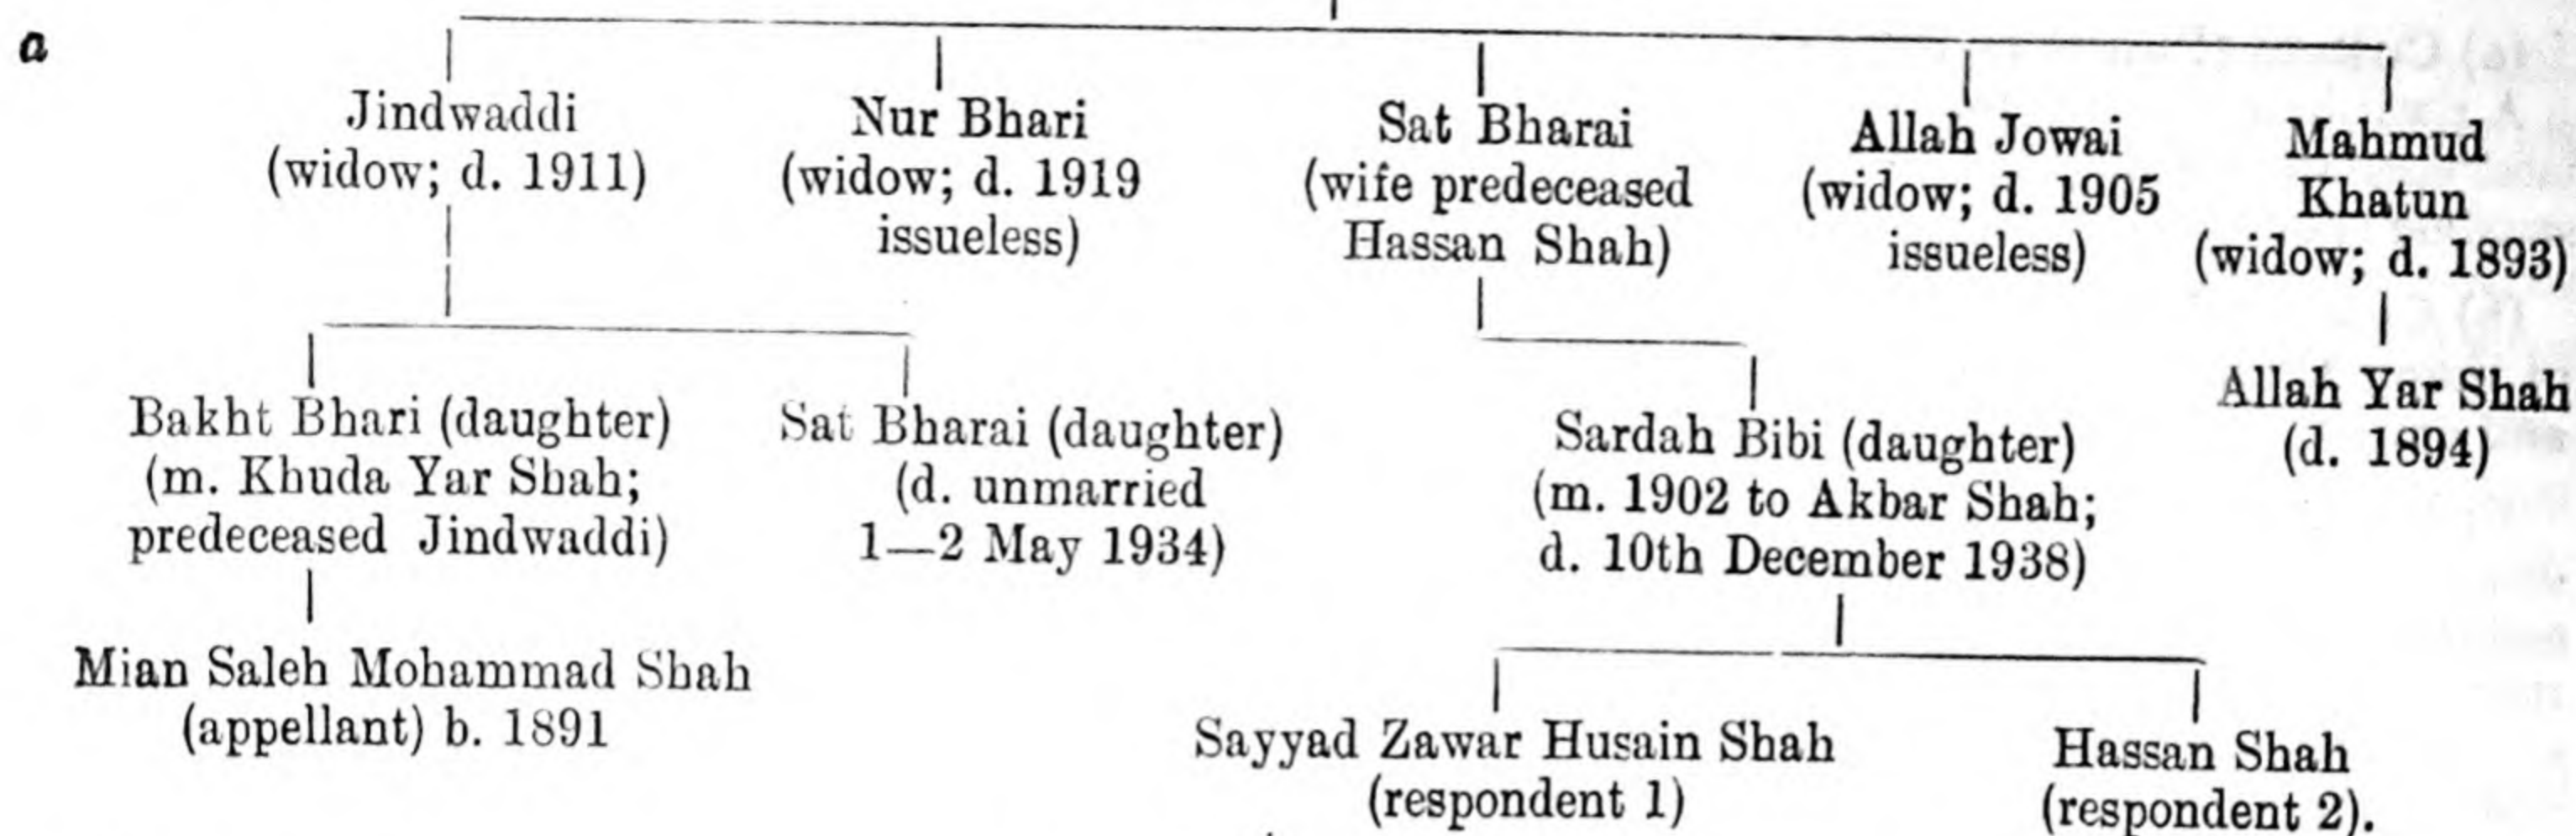 a
Jindwaddi
(widow; d. 1911)
Nur Bhari
(widow; d. 1919
issueless)
Sat Bharai
(wife predeceased
Hassan Shah)
Allah Jowai
(widow; d. 1905
issueless)
Mahmud
Khatun
(widow; d. 1893)
Bakht Bhari (daughter)
(m. Khuda Yar Shah;
predeceased Jindwaddi)
Sat Bharai (daughter)
(d. unmarried
1—2 May 1934)
Sardah Bibi (daughter)
(m. 1902 to Akbar Shah;
d. 10th December 1938)
Allah Yar Shah
(d. 1894)
Mian Saleh Mohammad Shah
(appellant) b. 1891
Sayyad Zawar Husain Shah
(respondent 1)
Hassan Shah
(respondent 2).